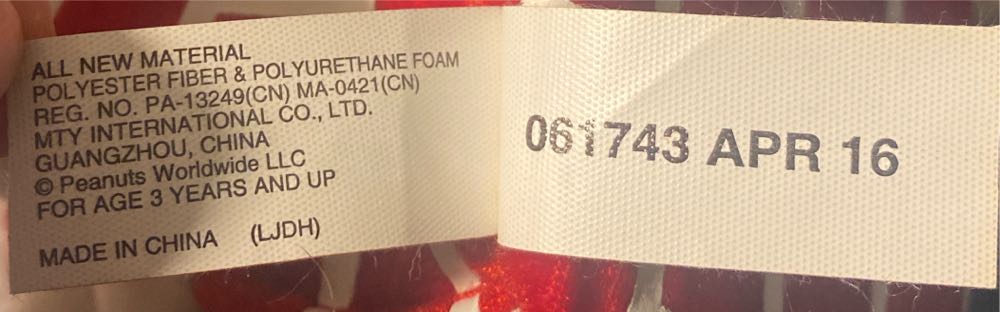 ALL NEW MATERIAL
POLYESTER FIBER & POLYURETHANE FOAM
REG. NO. PA-13249(CN) MA-0421(CN)
MTY INTERNATIONAL CO., LTD.
GUANGZHOU, CHINA
© Peanuts Worldwide LLC
FOR AGE 3 YEARS AND UP
MADE IN CHINA (LJDH)
061743 APR 16